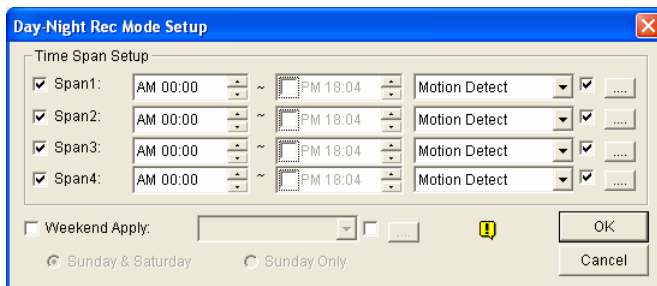 Day-Night Rec Mode Setup
Time Span Setup
Span1: AM 00:00 ~ PM 18:04 Motion Detect ....
Span2: AM 00:00 ~ PM 18:04 Motion Detect ....
Span3: AM 00:00 ~ PM 18:04 Motion Detect ....
Span4: AM 00:00 ~ PM 18:04 Motion Detect ....
Weekend Apply: .... ! OK
Sunday & Saturday Sunday Only Cancel